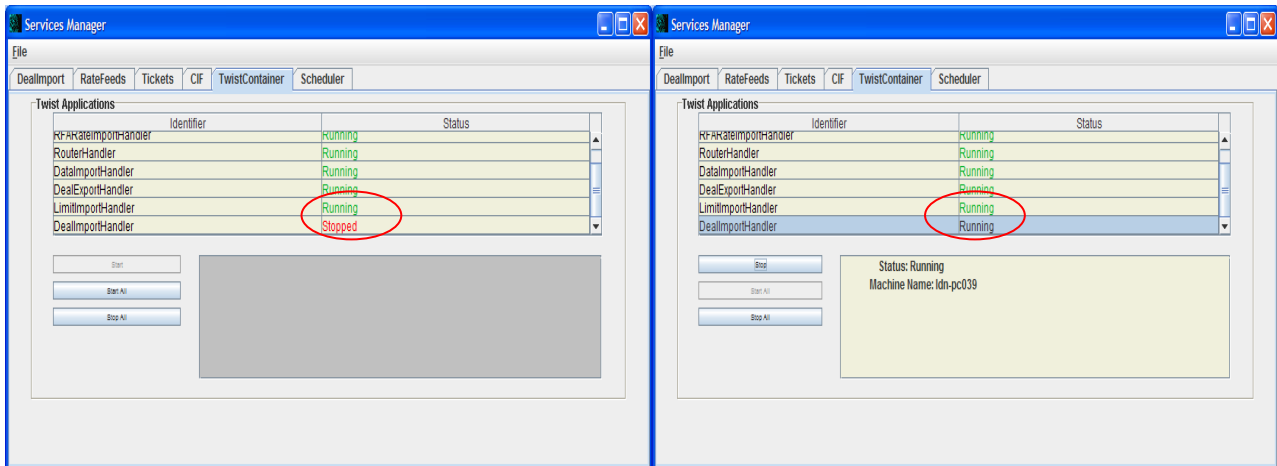 Services Manager
File
DealImport RateFeeds Tickets CIF TwistContainer Scheduler
Twist Applications
Identifier Status
RFARateImportHandler Running
RouterHandler Running
DataImportHandler Running
DealExportHandler Running
LimitImportHandler Running
DealImportHandler Stopped
Start
Start All
Stop All
Services Manager
File
DealImport RateFeeds Tickets CIF TwistContainer Scheduler
Twist Applications
Identifier Status
RFARateImportHandler Running
RouterHandler Running
DataImportHandler Running
DealExportHandler Running
LimitImportHandler Running
DealImportHandler Running
Stop
Start All
Stop All
Status: Running
Machine Name: ldn-pc039